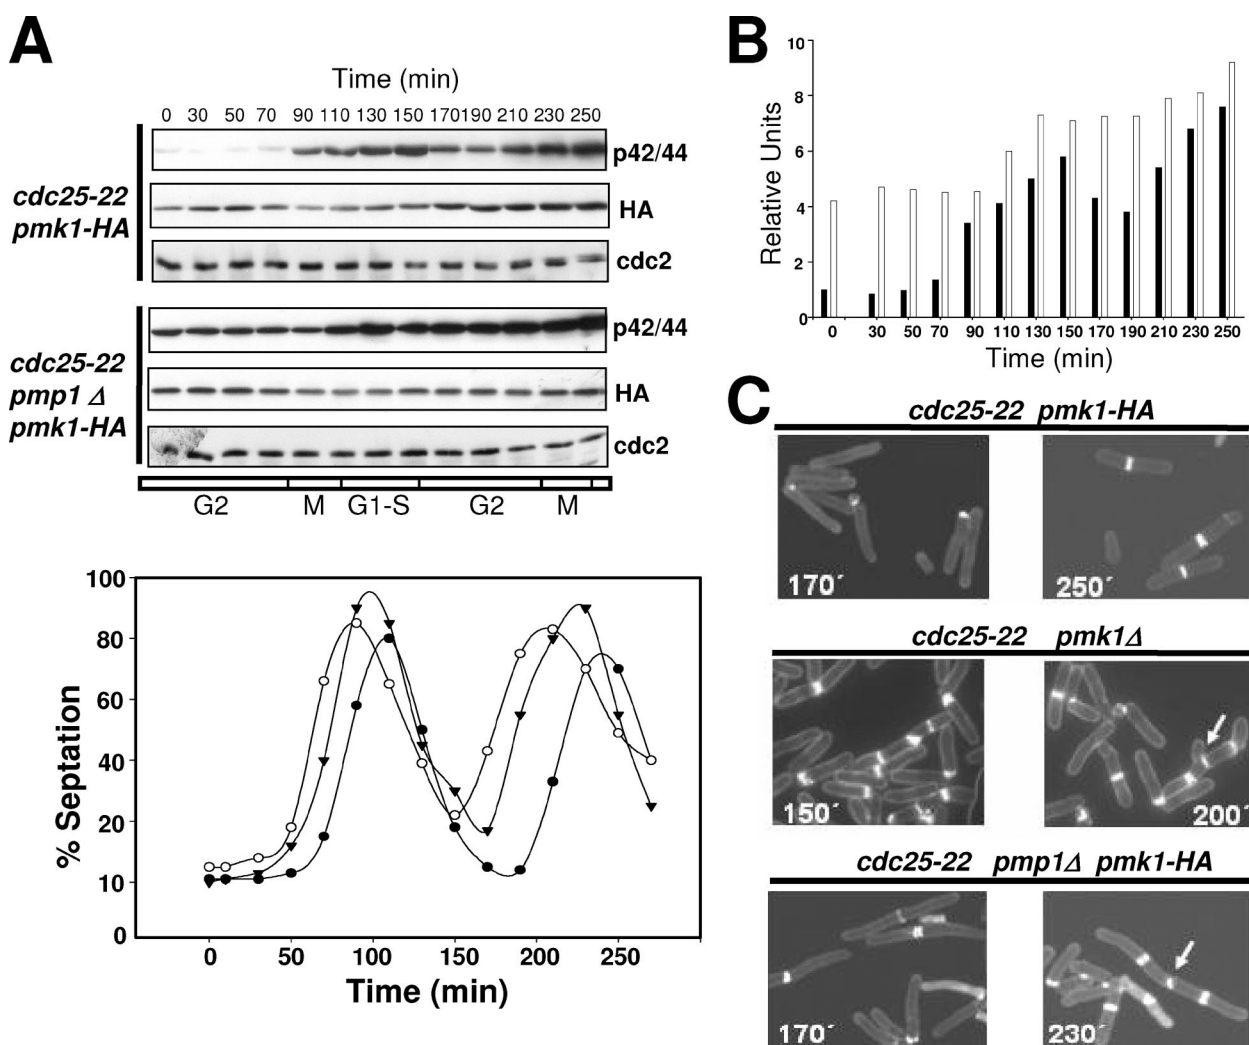 A
Time (min)
0 30 50 70 90 110 130 150 170 190 210 230 250
cdc25-22
pmk1-HA
p42/44
HA
cdc2
cdc25-22
pmp1 Δ
pmk1-HA
p42/44
HA
cdc2
G2 M G1-S G2 M
100
80
60
40
20
10
0
% Septation
0 50 100 150 200 250
Time (min)
B
10
8
6
4
2
0
Relative Units
0 30 50 70 90 110 130 150 170 190 210 230 250
Time (min)
C
cdc25-22 pmk1-HA
170´
250´
cdc25-22 pmk1Δ
150´
200´
cdc25-22 pmp1Δ pmk1-HA
170´
230´